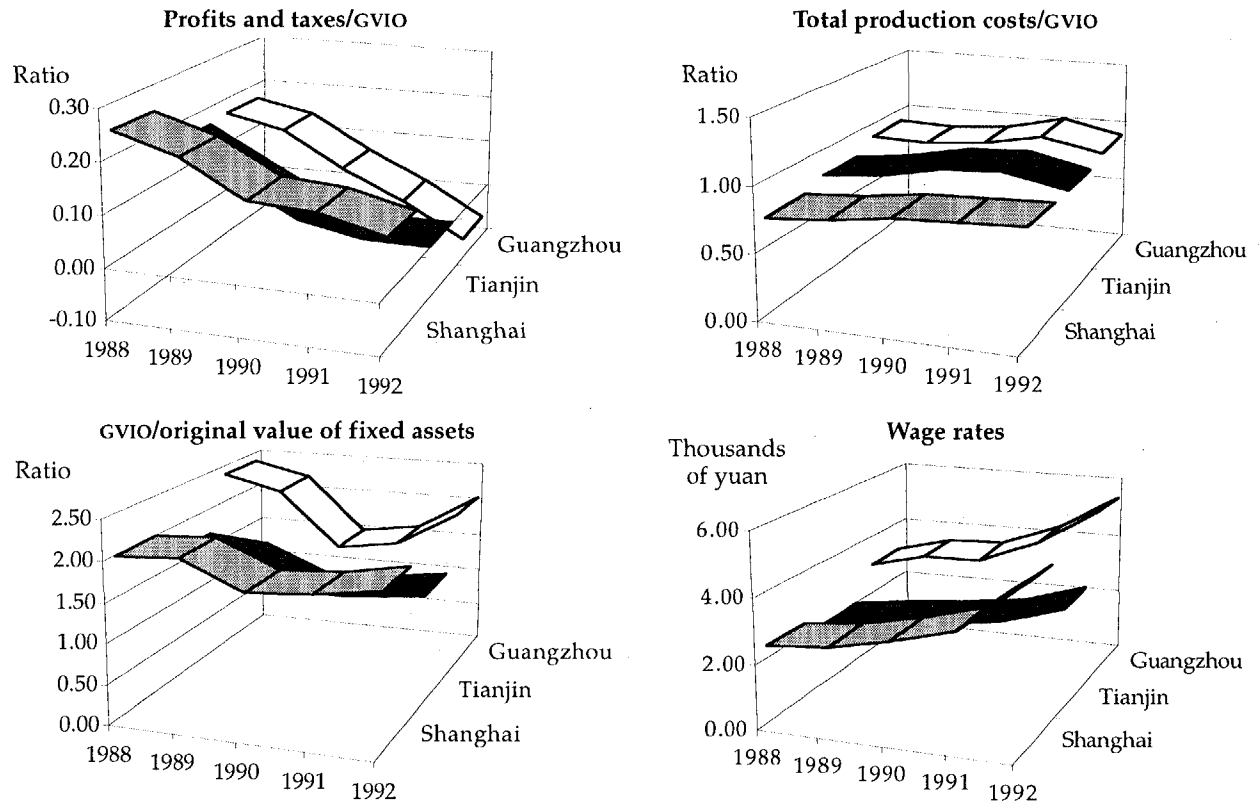 Profits and taxes/GVIO
Ratio
0.30
0.20
0.10
0.00
-0.10
1988
1989
1990
1991
1992
Guangzhou
Tianjin
Shanghai
Total production costs/GVIO
Ratio
1.50
1.00
0.50
0.00
1988
1989
1990
1991
1992
Guangzhou
Tianjin
Shanghai
GVIO/original value of fixed assets
Ratio
2.50
2.00
1.50
1.00
0.50
0.00
1988
1989
1990
1991
1992
Guangzhou
Tianjin
Shanghai
Wage rates
Thousands
of yuan
6.00
4.00
2.00
0.00
1988
1989
1990
1991
1992
Guangzhou
Tianjin
Shanghai